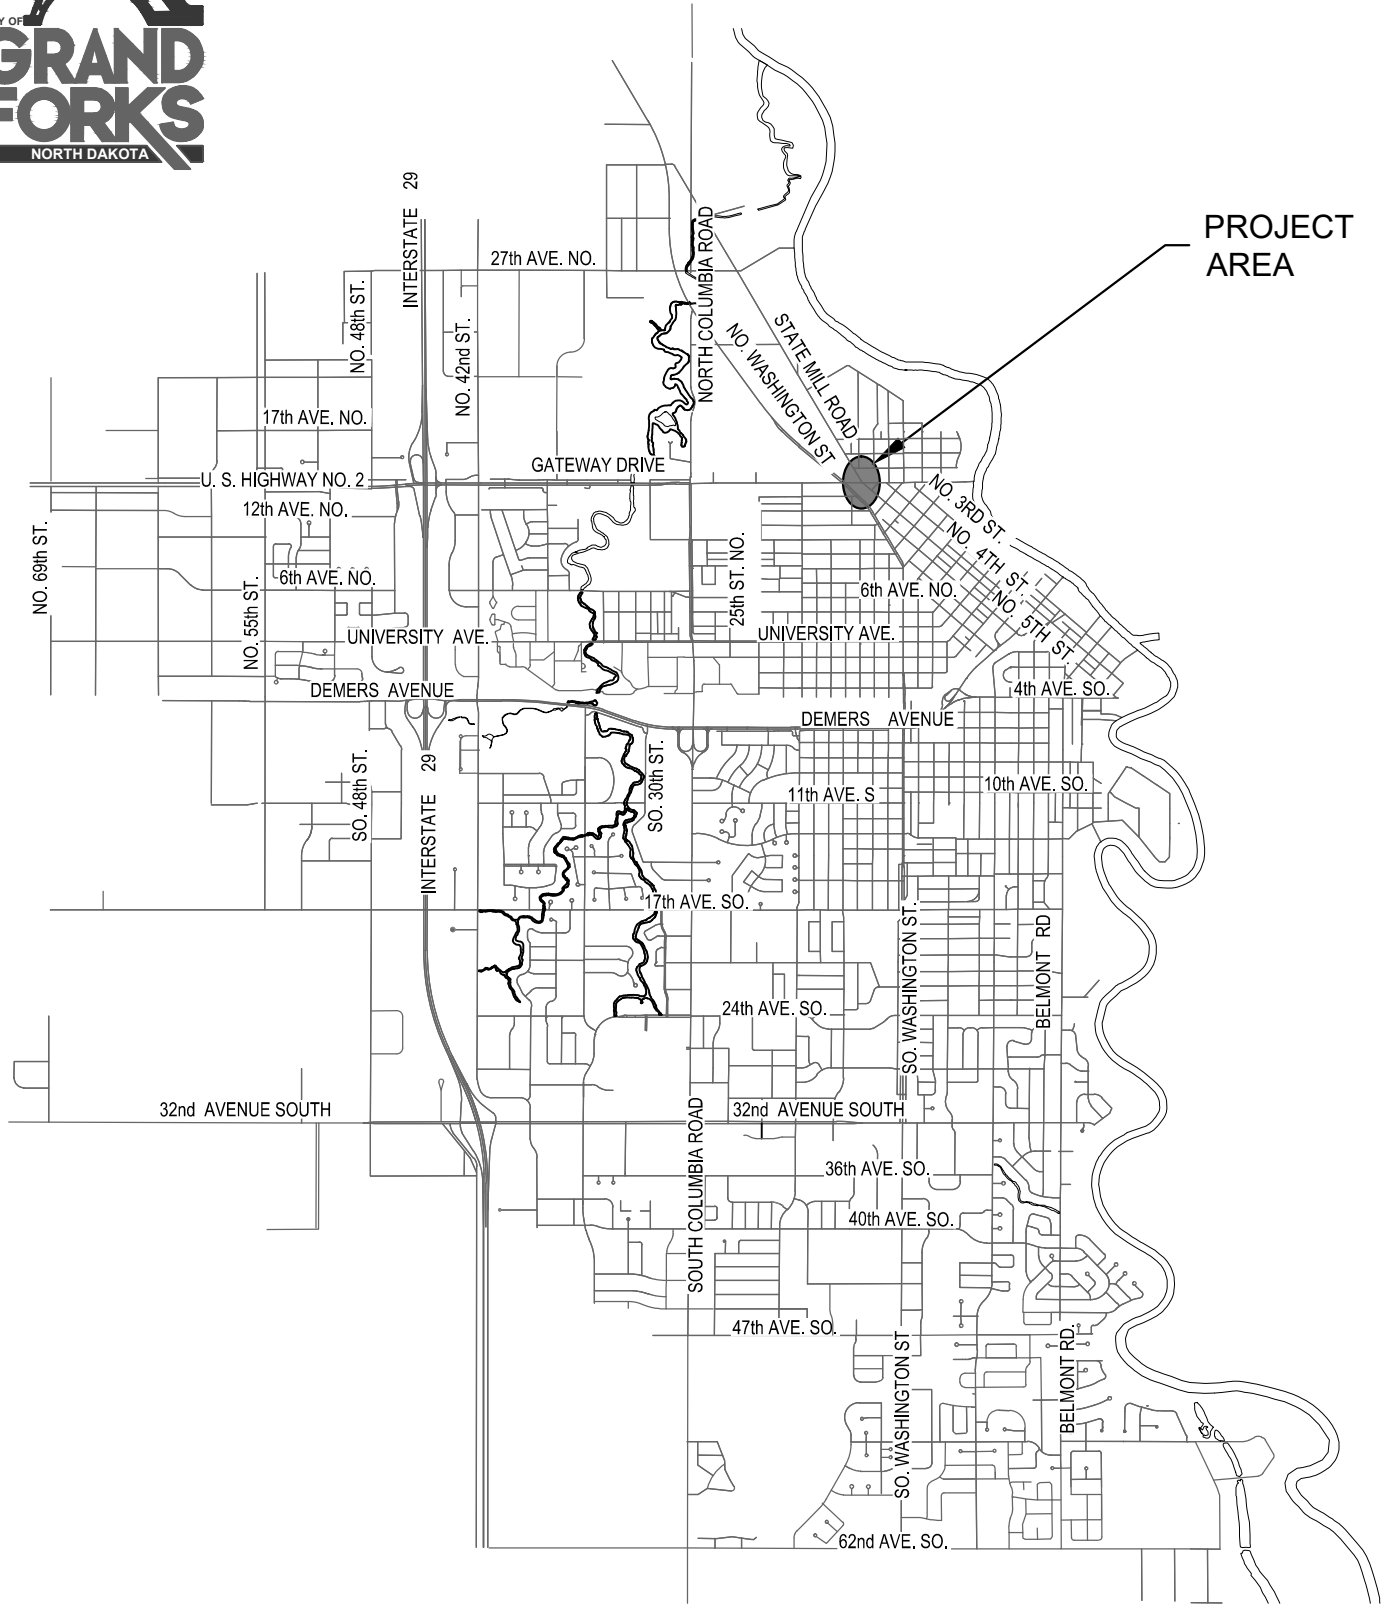 Y OF
GRAND
FORKS
NORTH DAKOTA
PROJECT
AREA
INTERSTATE 29
NORTH COLUMBIA ROAD
27th AVE. NO.
NO. 48th ST.
NO. 42nd ST.
STATE MILL ROAD
NO. WASHINGTON ST
17th AVE. NO.
GATEWAY DRIVE
U. S. HIGHWAY NO. 2
12th AVE. NO.
NO. 3RD ST.
NO. 4TH ST.
NO. 5TH ST.
NO. 69th ST.
NO. 55th ST.
6th AVE. NO.
25th ST. NO.
6th AVE. NO.
UNIVERSITY AVE.
UNIVERSITY AVE.
DEMERS AVENUE
4th AVE. SO.
DEMERS AVENUE
SO. 48th ST.
INTERSTATE 29
SO. 30th ST.
11th AVE. S
10th AVE. SO.
17th AVE. SO.
SO. WASHINGTON ST.
BELMONT RD
24th AVE. SO.
32nd AVENUE SOUTH
32nd AVENUE SOUTH
SOUTH COLUMBIA ROAD
36th AVE. SO.
40th AVE. SO.
47th AVE. SO.
SO. WASHINGTON ST
BELMONT RD.
62nd AVE. SO.